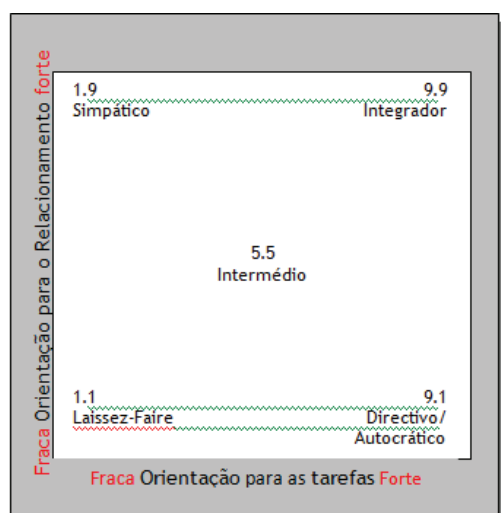 Fraca Orientação para o Relacionamento forte
1.9 9.9
Simpático Integrador
5.5
Intermédio
1.1 9.1
Laissez-Faire Directivo/
Autocrático
Fraca Orientação para as tarefas Forte